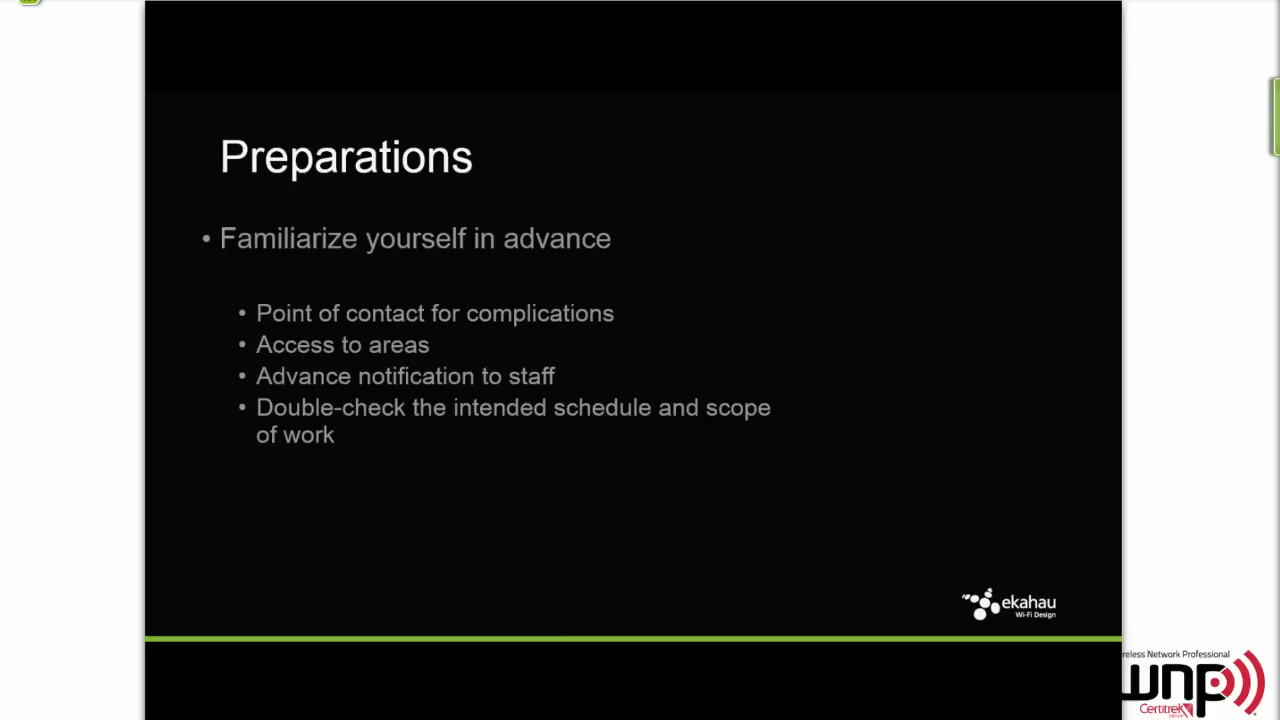 Preparations
• Familiarize yourself in advance
• Point of contact for complications
• Access to areas
• Advance notification to staff
• Double-check the intended schedule and scope
of work
ekahau
Wi-Fi Design
reless Network Professional
wnp
Certitrek